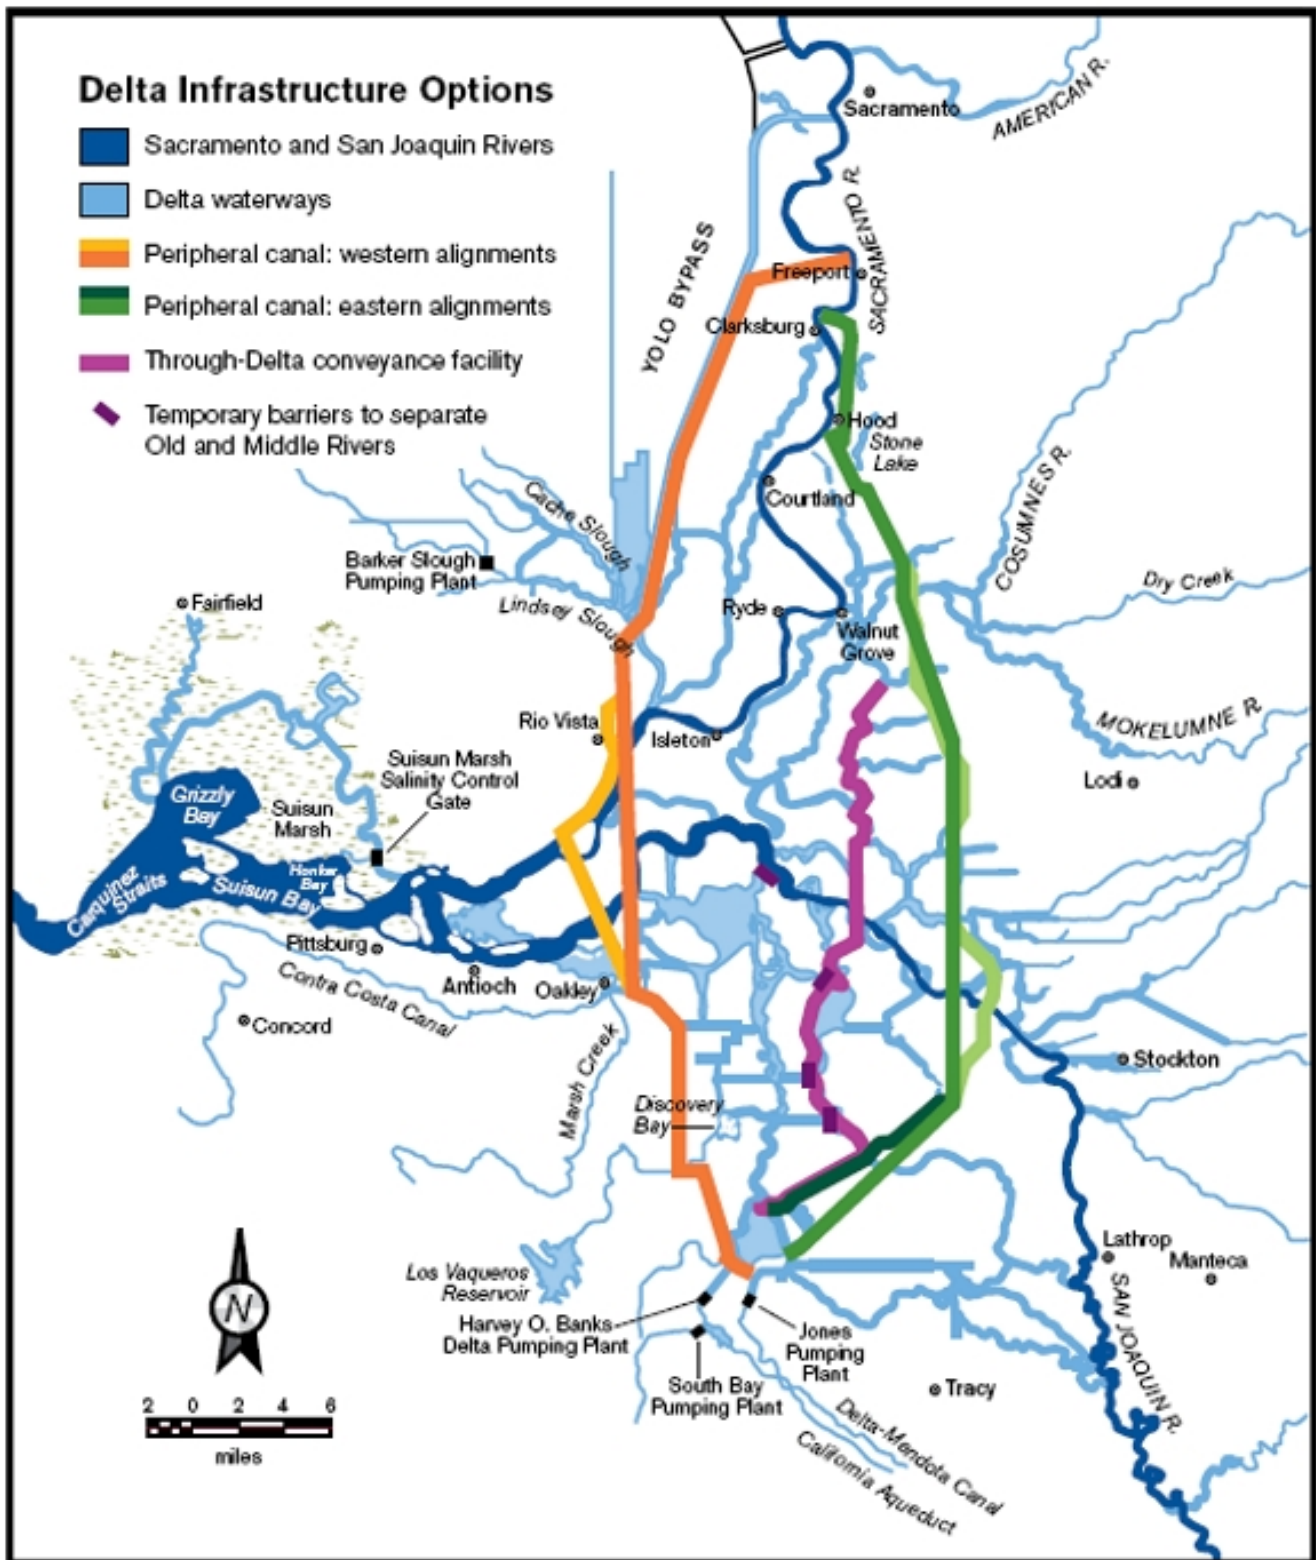 Delta Infrastructure Options
Sacramento and San Joaquin Rivers
Delta waterways
Peripheral canal: western alignments
Peripheral canal: eastern alignments
Through-Delta conveyance facility
Temporary barriers to separate
Old and Middle Rivers
Sacramento
AMERICAN R.
SACRAMENTO R.
YOLO BYPASS
Freeport
Clarksburg
Hood
Stone
Lake
Courtland
COSUMNES R.
Cache Slough
Barker Slough
Pumping Plant
Lindsey Slough
Dry Creek
Fairfield
Ryde
Walnut
Grove
MOKELUMNE R.
Rio Vista
Isleton
Lodi
Suisun Marsh
Salinity Control
Gate
Grizzly
Bay
Suisun
Marsh
Honker
Bay
Carquinez
Straits
Suisun Bay
Pittsburg
Antioch
Oakley
Contra Costa Canal
Concord
Marsh Creek
Stockton
Discovery
Bay
Los Vaqueros
Reservoir
Lathrop
Manteca
SAN JOAQUIN R.
Harvey O. Banks
Delta Pumping Plant
Jones
Pumping
Plant
South Bay
Pumping Plant
Tracy
Delta-Mendota Canal
California Aqueduct
N
2 0 2 4 6
miles